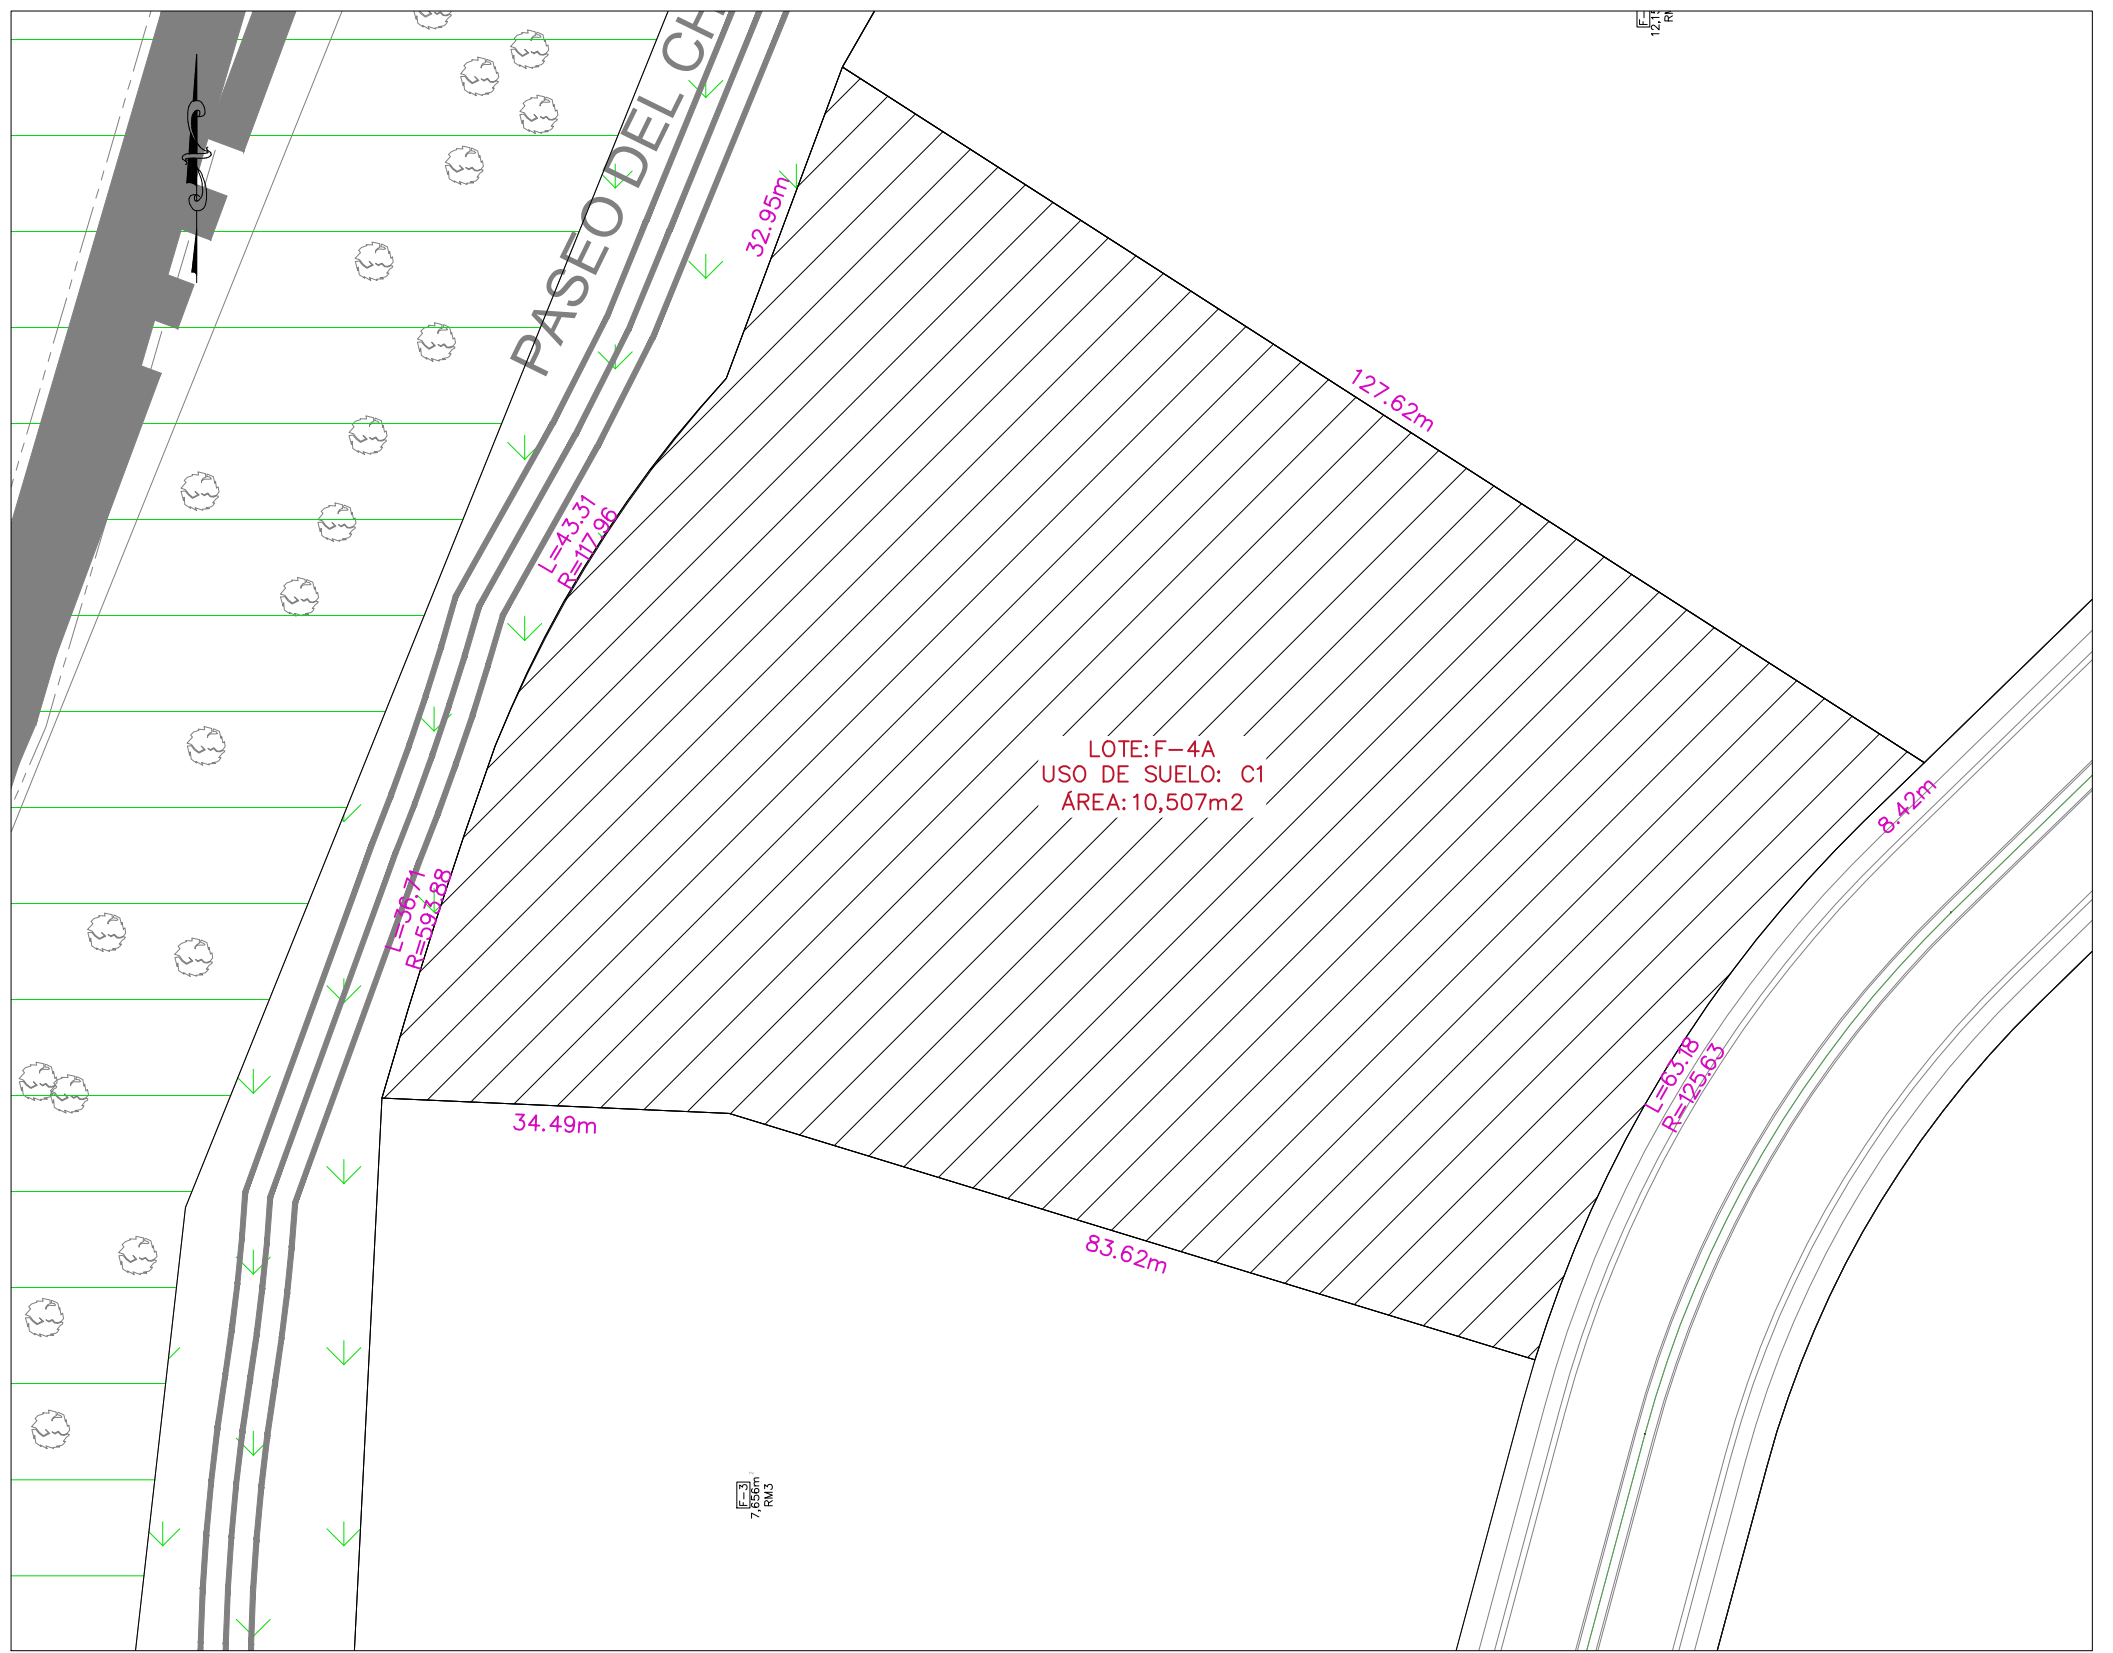 PASEO DEL CH
32.95m
127.62m
L=43.31
R=117.96
LOTE: F-4A
USO DE SUELO: C1
ÁREA: 10,507m2
8.42m
L=36.71
R=593.88
L=63.18
R=125.63
34.49m
83.62m
F-3
7,656m2
RM3